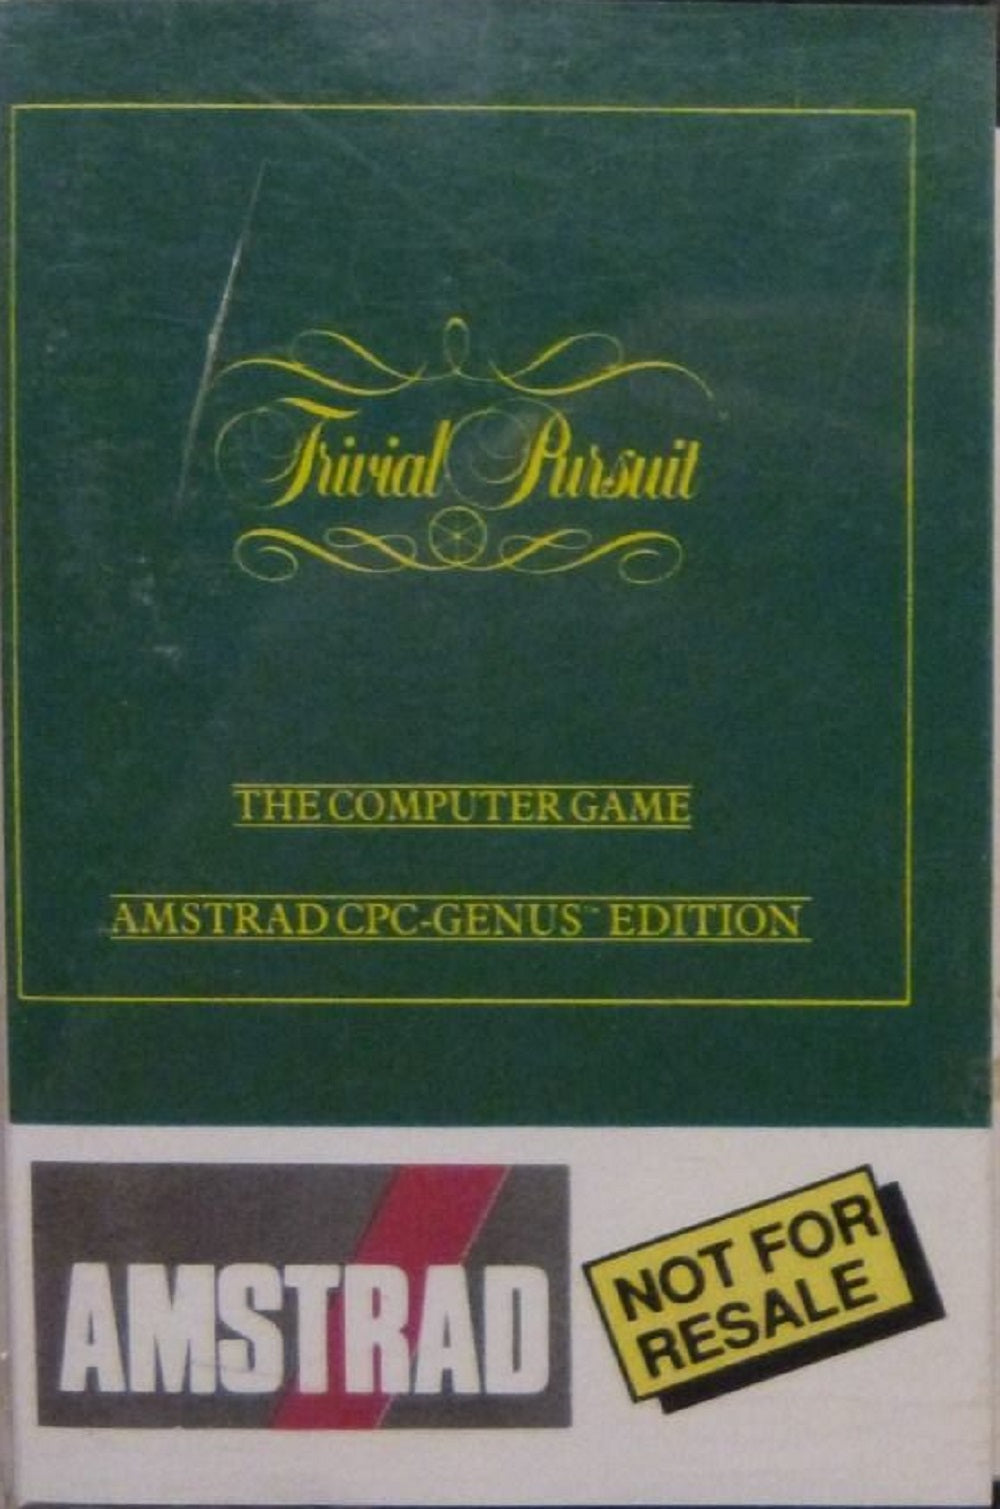 Trivial Pursuit
THE COMPUTER GAME
AMSTRAD CPC-GENUS™ EDITION
AMSTRAD
NOT FOR
RESALE